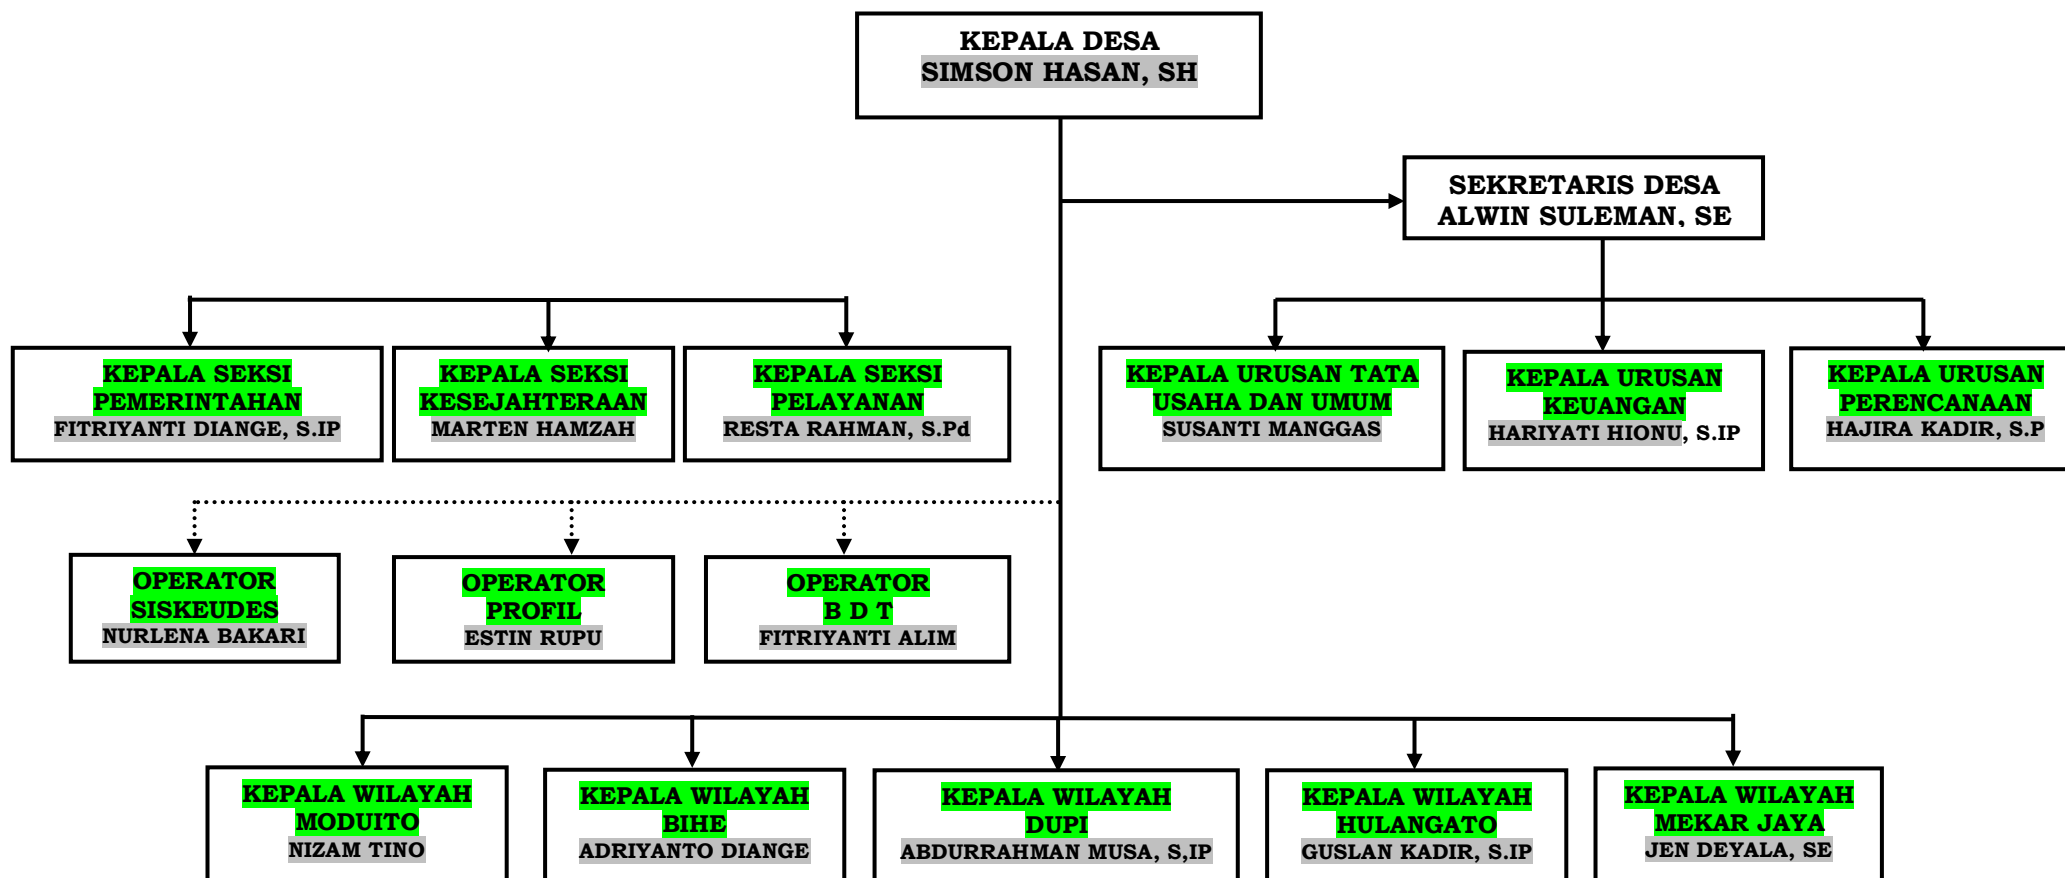 KEPALA DESA
SIMSON HASAN, SH
SEKRETARIS DESA
ALWIN SULEMAN, SE
KEPALA SEKSI
PEMERINTAHAN
FITRIYANTI DIANGE, S.IP
KEPALA SEKSI
KESEJAHTERAAN
MARTEN HAMZAH
KEPALA SEKSI
PELAYANAN
RESTA RAHMAN, S.Pd
KEPALA URUSAN TATA
USAHA DAN UMUM
SUSANTI MANGGAS
KEPALA URUSAN
KEUANGAN
HARIYATI HIONU, S.IP
KEPALA URUSAN
PERENCANAAN
HAJIRA KADIR, S.P
OPERATOR
SISKEUDES
NURLENA BAKARI
OPERATOR
PROFIL
ESTIN RUPU
OPERATOR
B D T
FITRIYANTI ALIM
KEPALA WILAYAH
MODUITO
NIZAM TINO
KEPALA WILAYAH
BIHE
ADRIYANTO DIANGE
KEPALA WILAYAH
DUPI
ABDURRAHMAN MUSA, S,IP
KEPALA WILAYAH
HULANGATO
GUSLAN KADIR, S.IP
KEPALA WILAYAH
MEKAR JAYA
JEN DEYALA, SE